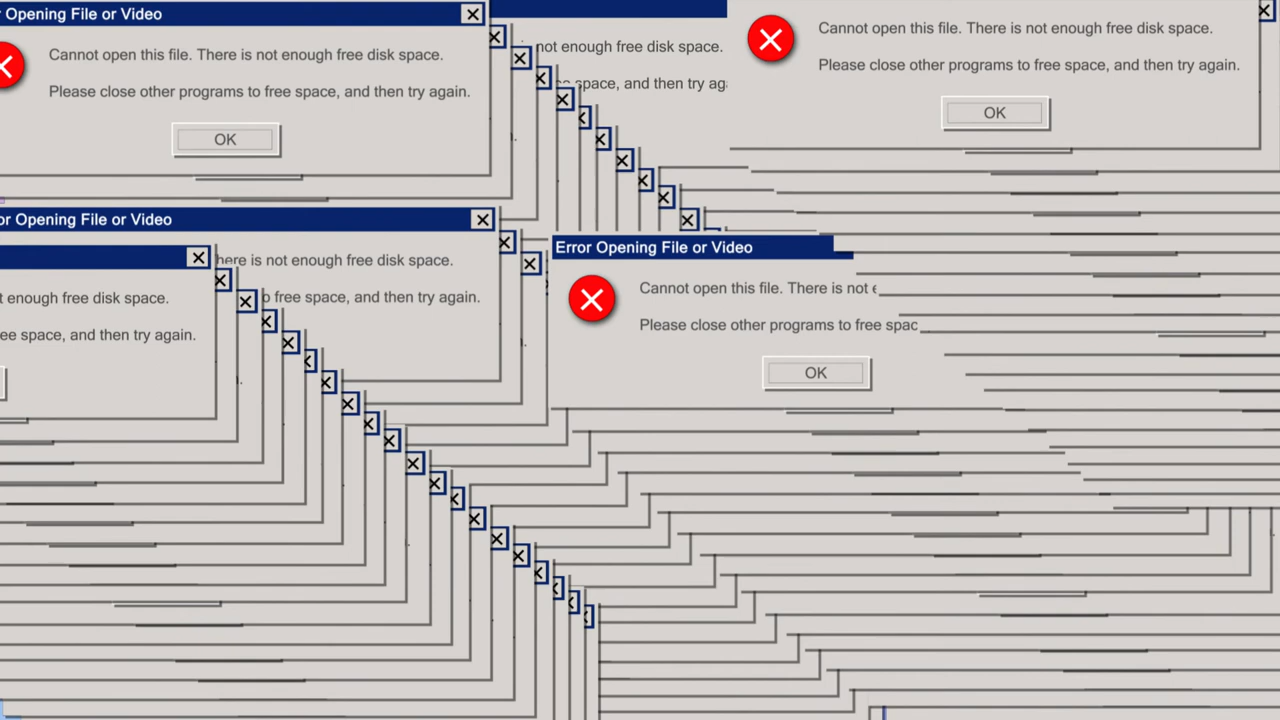 Opening File or Video
Cannot open this file. There is not enough free disk space.
Please close other programs to free space, and then try again.
OK
not enough free disk space.
space, and then try
Cannot open this file. There is not enough free disk space.
Please close other programs to free space, and then try again.
OK
Opening File or Video
is not enough free disk space.
free space, and then try again.
enough free disk space.
space, and then try again.
Error Opening File or Video
Cannot open this file. There is not
Please close other programs to free
OK